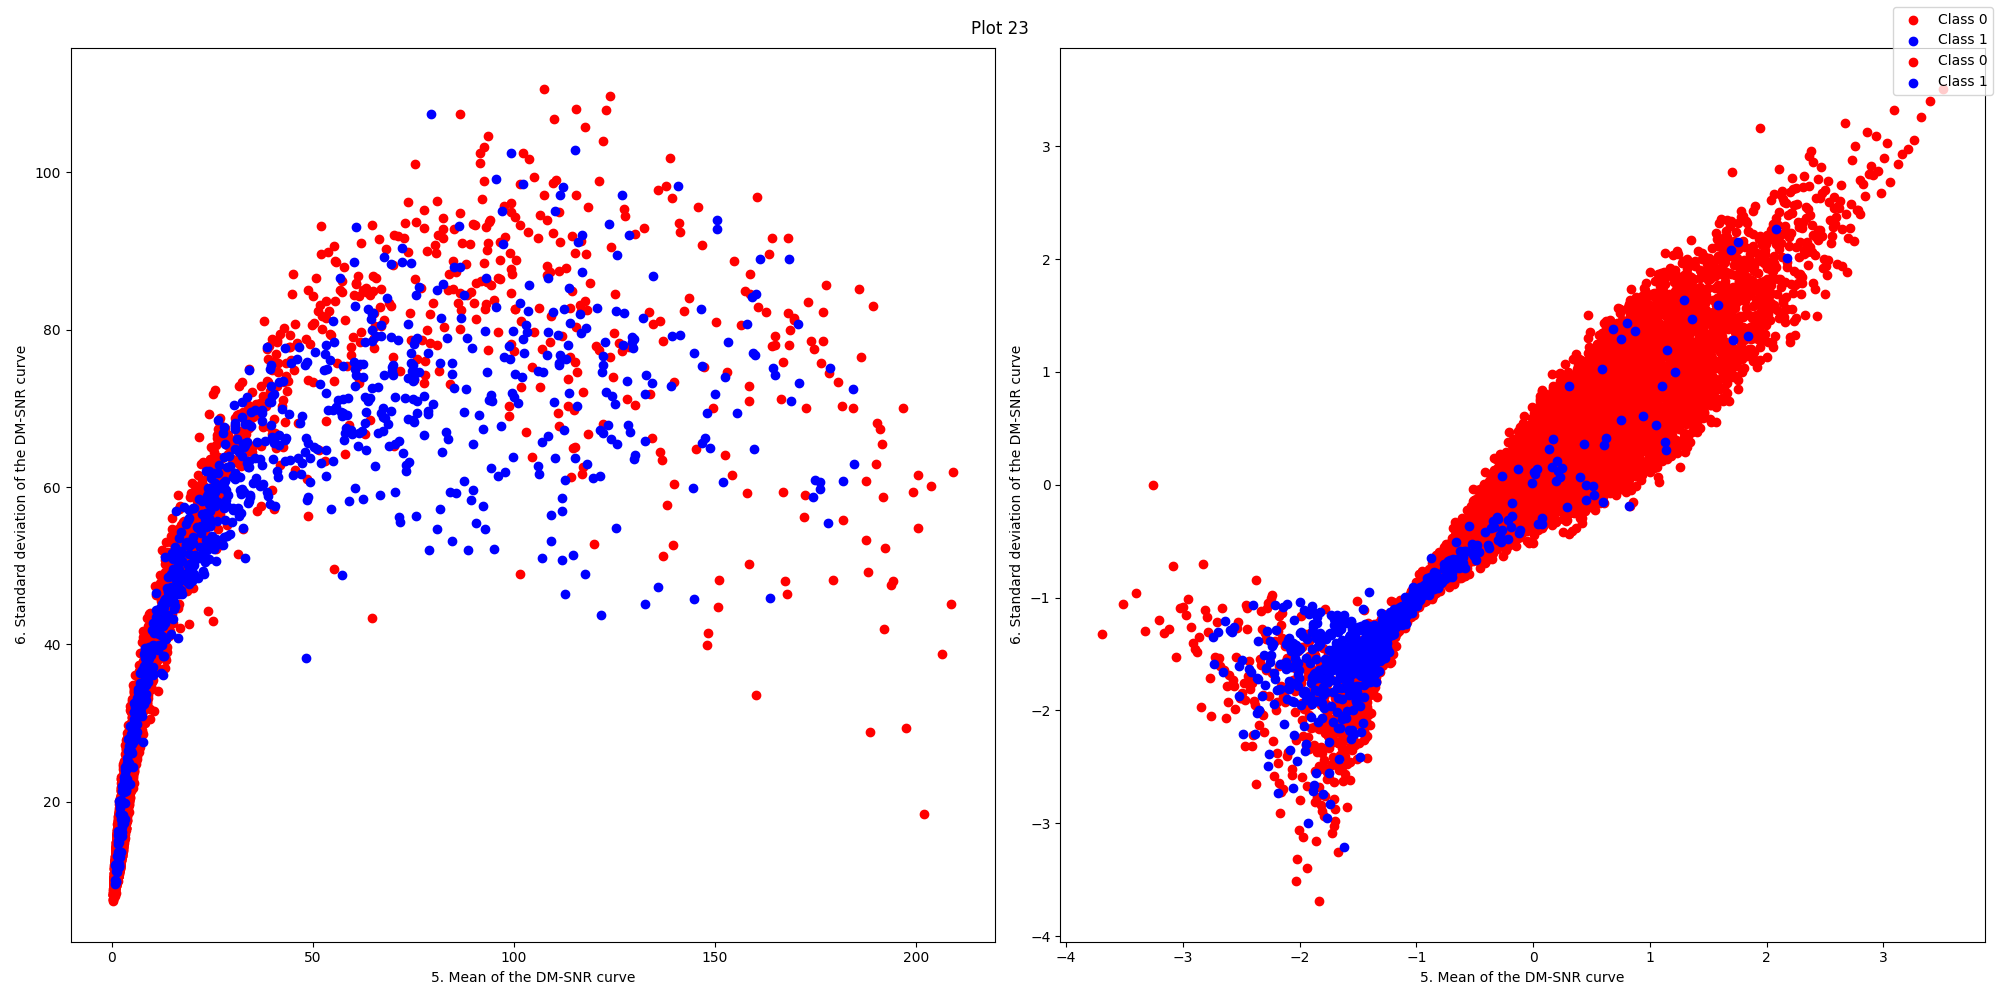 Plot 23
Class 0
Class 1
Class 0
Class 1
6. Standard deviation of the DM-SNR curve
100
80
60
40
20
0
50
100
150
200
5. Mean of the DM-SNR curve
6. Standard deviation of the DM-SNR curve
3
2
1
0
−1
−2
−3
−4
−4
−3
−2
−1
0
1
2
3
5. Mean of the DM-SNR curve